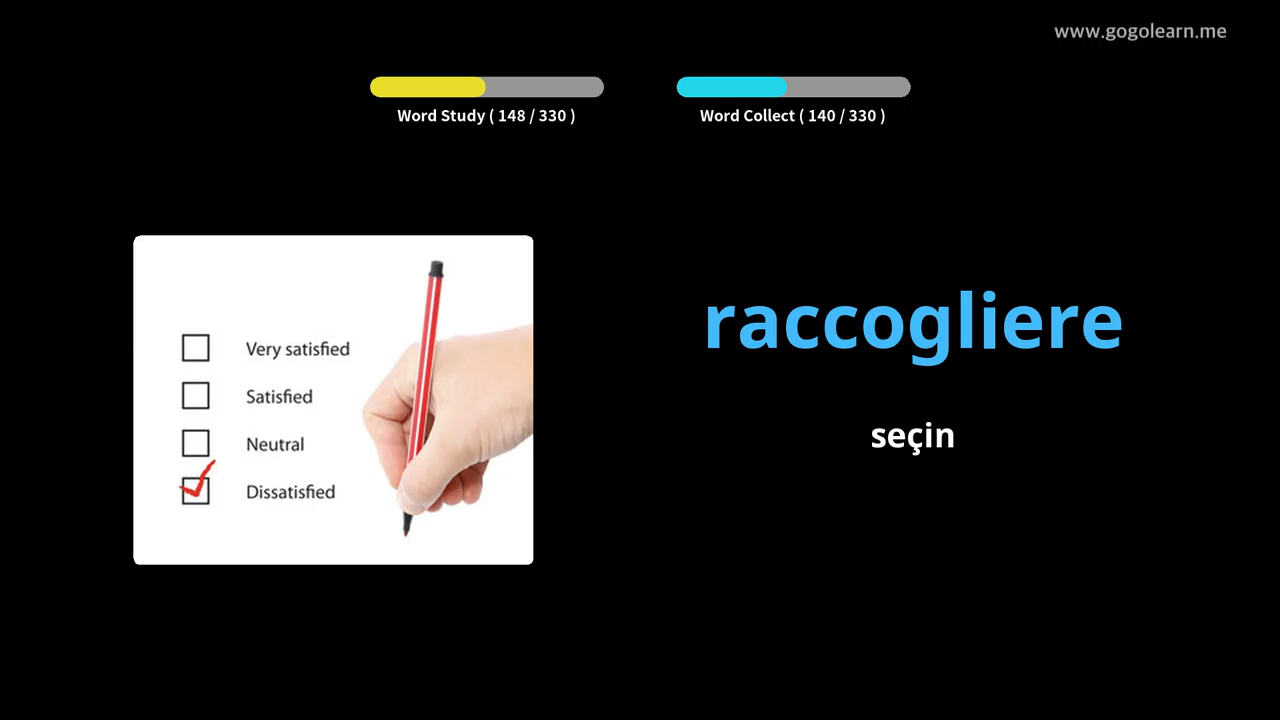 www.gogolearn.me
Word Study ( 148 / 330 )
Word Collect ( 140 / 330 )
Very satisfied
Satisfied
Neutral
Dissatisfied
raccogliere
seçin